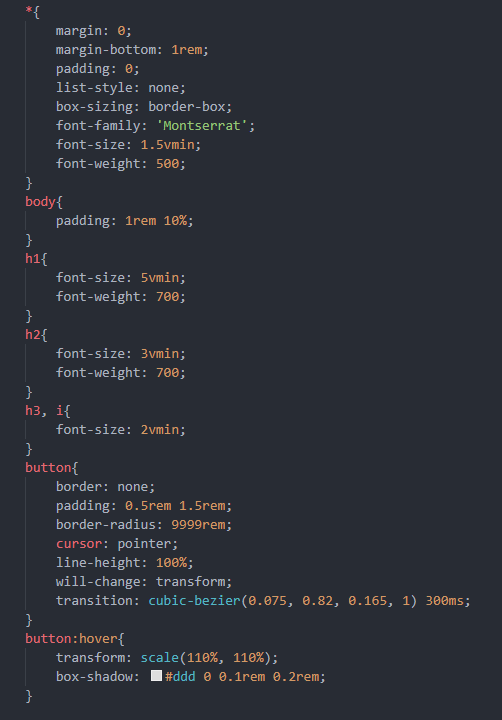 *{
    margin: 0;
    margin-bottom: 1rem;
    padding: 0;
    list-style: none;
    box-sizing: border-box;
    font-family: 'Montserrat';
    font-size: 1.5vmin;
    font-weight: 500;
}
body{
    padding: 1rem 10%;
}
h1{
    font-size: 5vmin;
    font-weight: 700;
}
h2{
    font-size: 3vmin;
    font-weight: 700;
}
h3, i{
    font-size: 2vmin;
}
button{
    border: none;
    padding: 0.5rem 1.5rem;
    border-radius: 9999rem;
    cursor: pointer;
    line-height: 100%;
    will-change: transform;
    transition: cubic-bezier(0.075, 0.82, 0.165, 1) 300ms;
}
button:hover{
    transform: scale(110%, 110%);
    box-shadow: #ddd 0 0.1rem 0.2rem;
}